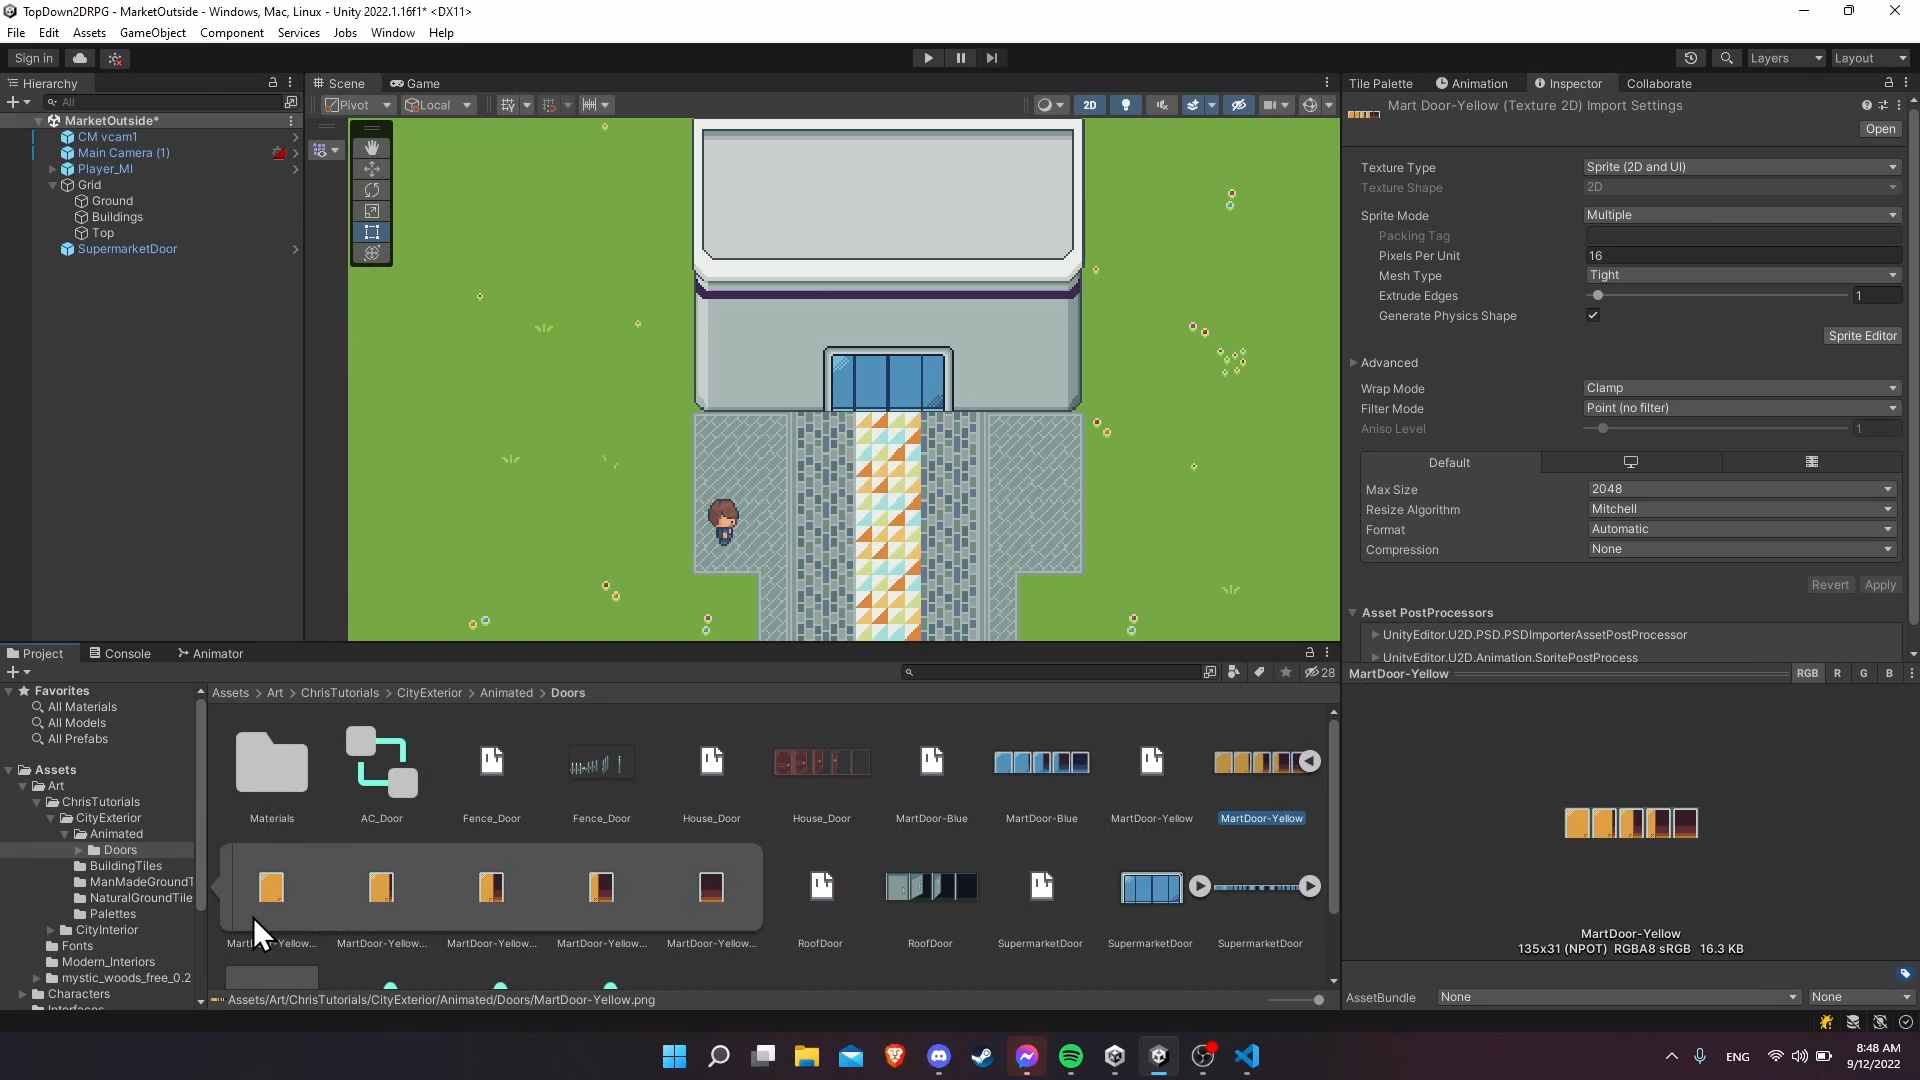 TopDown2DRPG - MarketOutside - Windows, Mac, Linux - Unity 2022.1.16f1* <DX11>
File Edit Assets GameObject Component Services Jobs Window Help
Sign in
Layers
Layout
Hierarchy
Scene
Game
Tile Palette
Animation
Inspector
Collaborate
All
Pivot
Local
2D
Mart Door-Yellow (Texture 2D) Import Settings
Open
MarketOutside*
CM vcam1
Main Camera (1)
Player_MI
Grid
Ground
Buildings
Top
SupermarketDoor
Texture Type
Sprite (2D and UI)
Texture Shape
2D
Sprite Mode
Multiple
Packing Tag
Pixels Per Unit
16
Mesh Type
Tight
Extrude Edges
1
Generate Physics Shape
Sprite Editor
Advanced
Wrap Mode
Clamp
Filter Mode
Point (no filter)
Aniso Level
1
Default
Max Size
2048
Resize Algorithm
Mitchell
Format
Automatic
Compression
None
Revert
Apply
Asset PostProcessors
UnityEditor.U2D.PSD.PSDImporterAssetPostProcessor
UnityEditor.U2D.Animation.SpritePostProcess
Project
Console
Animator
28
MartDoor-Yellow
RGB R G B
Favorites
All Materials
All Models
All Prefabs
Assets
Art
ChrisTutorials
CityExterior
Animated
Doors
BuildingTiles
ManMadeGroundT
NaturalGroundTile
Palettes
CityInterior
Fonts
Modern_Interiors
mystic_woods_free_0.2
Characters
Interfaces
Assets > Art > ChrisTutorials > CityExterior > Animated > Doors
Materials
AC_Door
Fence_Door
Fence_Door
House_Door
House_Door
MartDoor-Blue
MartDoor-Blue
MartDoor-Yellow
MartDoor-Yellow
MartDoor-Yellow...
MartDoor-Yellow...
MartDoor-Yellow...
MartDoor-Yellow...
RoofDoor
RoofDoor
SupermarketDoor
SupermarketDoor
SupermarketDoor
Assets/Art/ChrisTutorials/CityExterior/Animated/Doors/MartDoor-Yellow.png
MartDoor-Yellow
135x31 (NPOT) RGBA8 sRGB 16.3 KB
AssetBundle
None
None
ENG
8:48 AM
9/12/2022